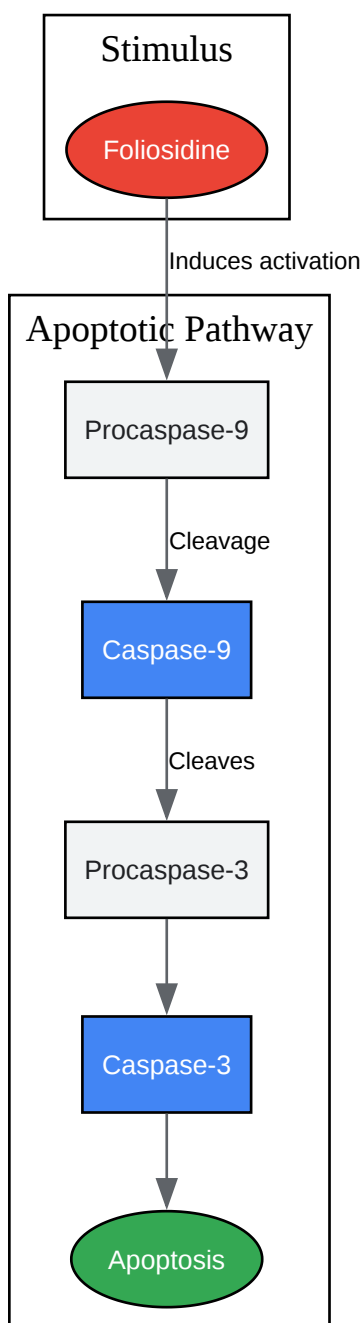 Stimulus
Foliosidine
Induces activation
Apoptotic Pathway
Procaspase-9
Cleavage
Caspase-9
Cleaves
Procaspase-3
Caspase-3
Apoptosis